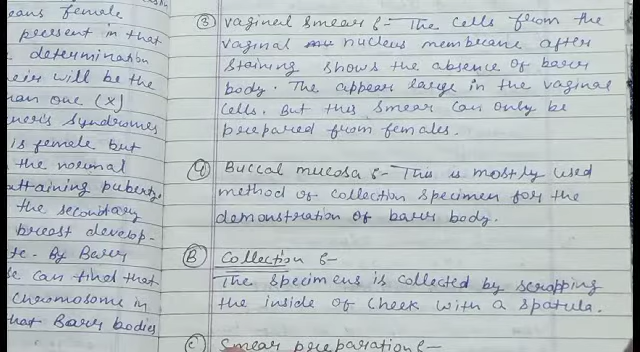 eans female
present in that
determination
eir will be the
han one (X)
ner's Syndromes
is female but
the normal
attaining puberty
the secondary
breast develop-
tc. By Barr
can find that
chromosome in
hat Barr bodies
③ vaginal smear :- The cells from the
vaginal nucleus membrane after
staining shows the absence of barr
body. The appear large in the vaginal
cells. But this smear can only be
prepared from females.
④ Buccal mucosa :- This is mostly used
method of collection specimen for the
demonstration of barr body.
Ⓑ Collection :-
The specimens is collected by scrapping
the inside of cheek with a spatula.
Ⓒ Smear preparation :-